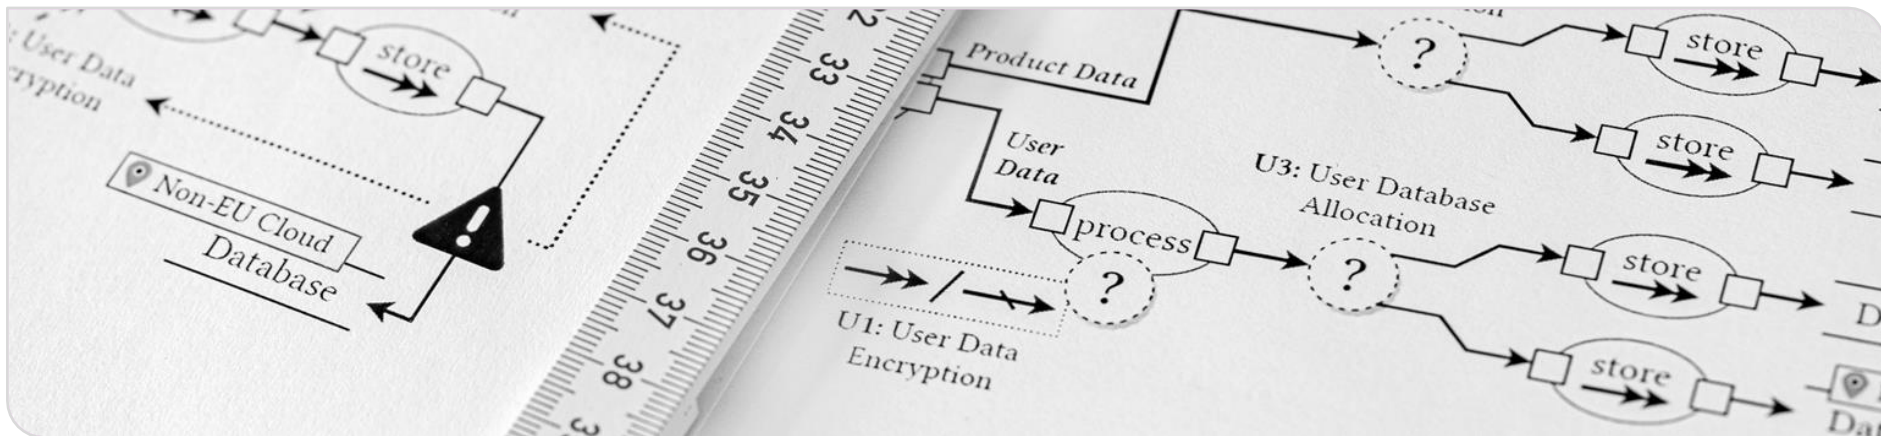 : User Data
store
Non-EU Cloud
Database
32
33
34
35
36
37
38
Product Data
User
Data
process
?
U1: User Data
Encryption
U3: User Database
Allocation
?
?
store
store
store
store